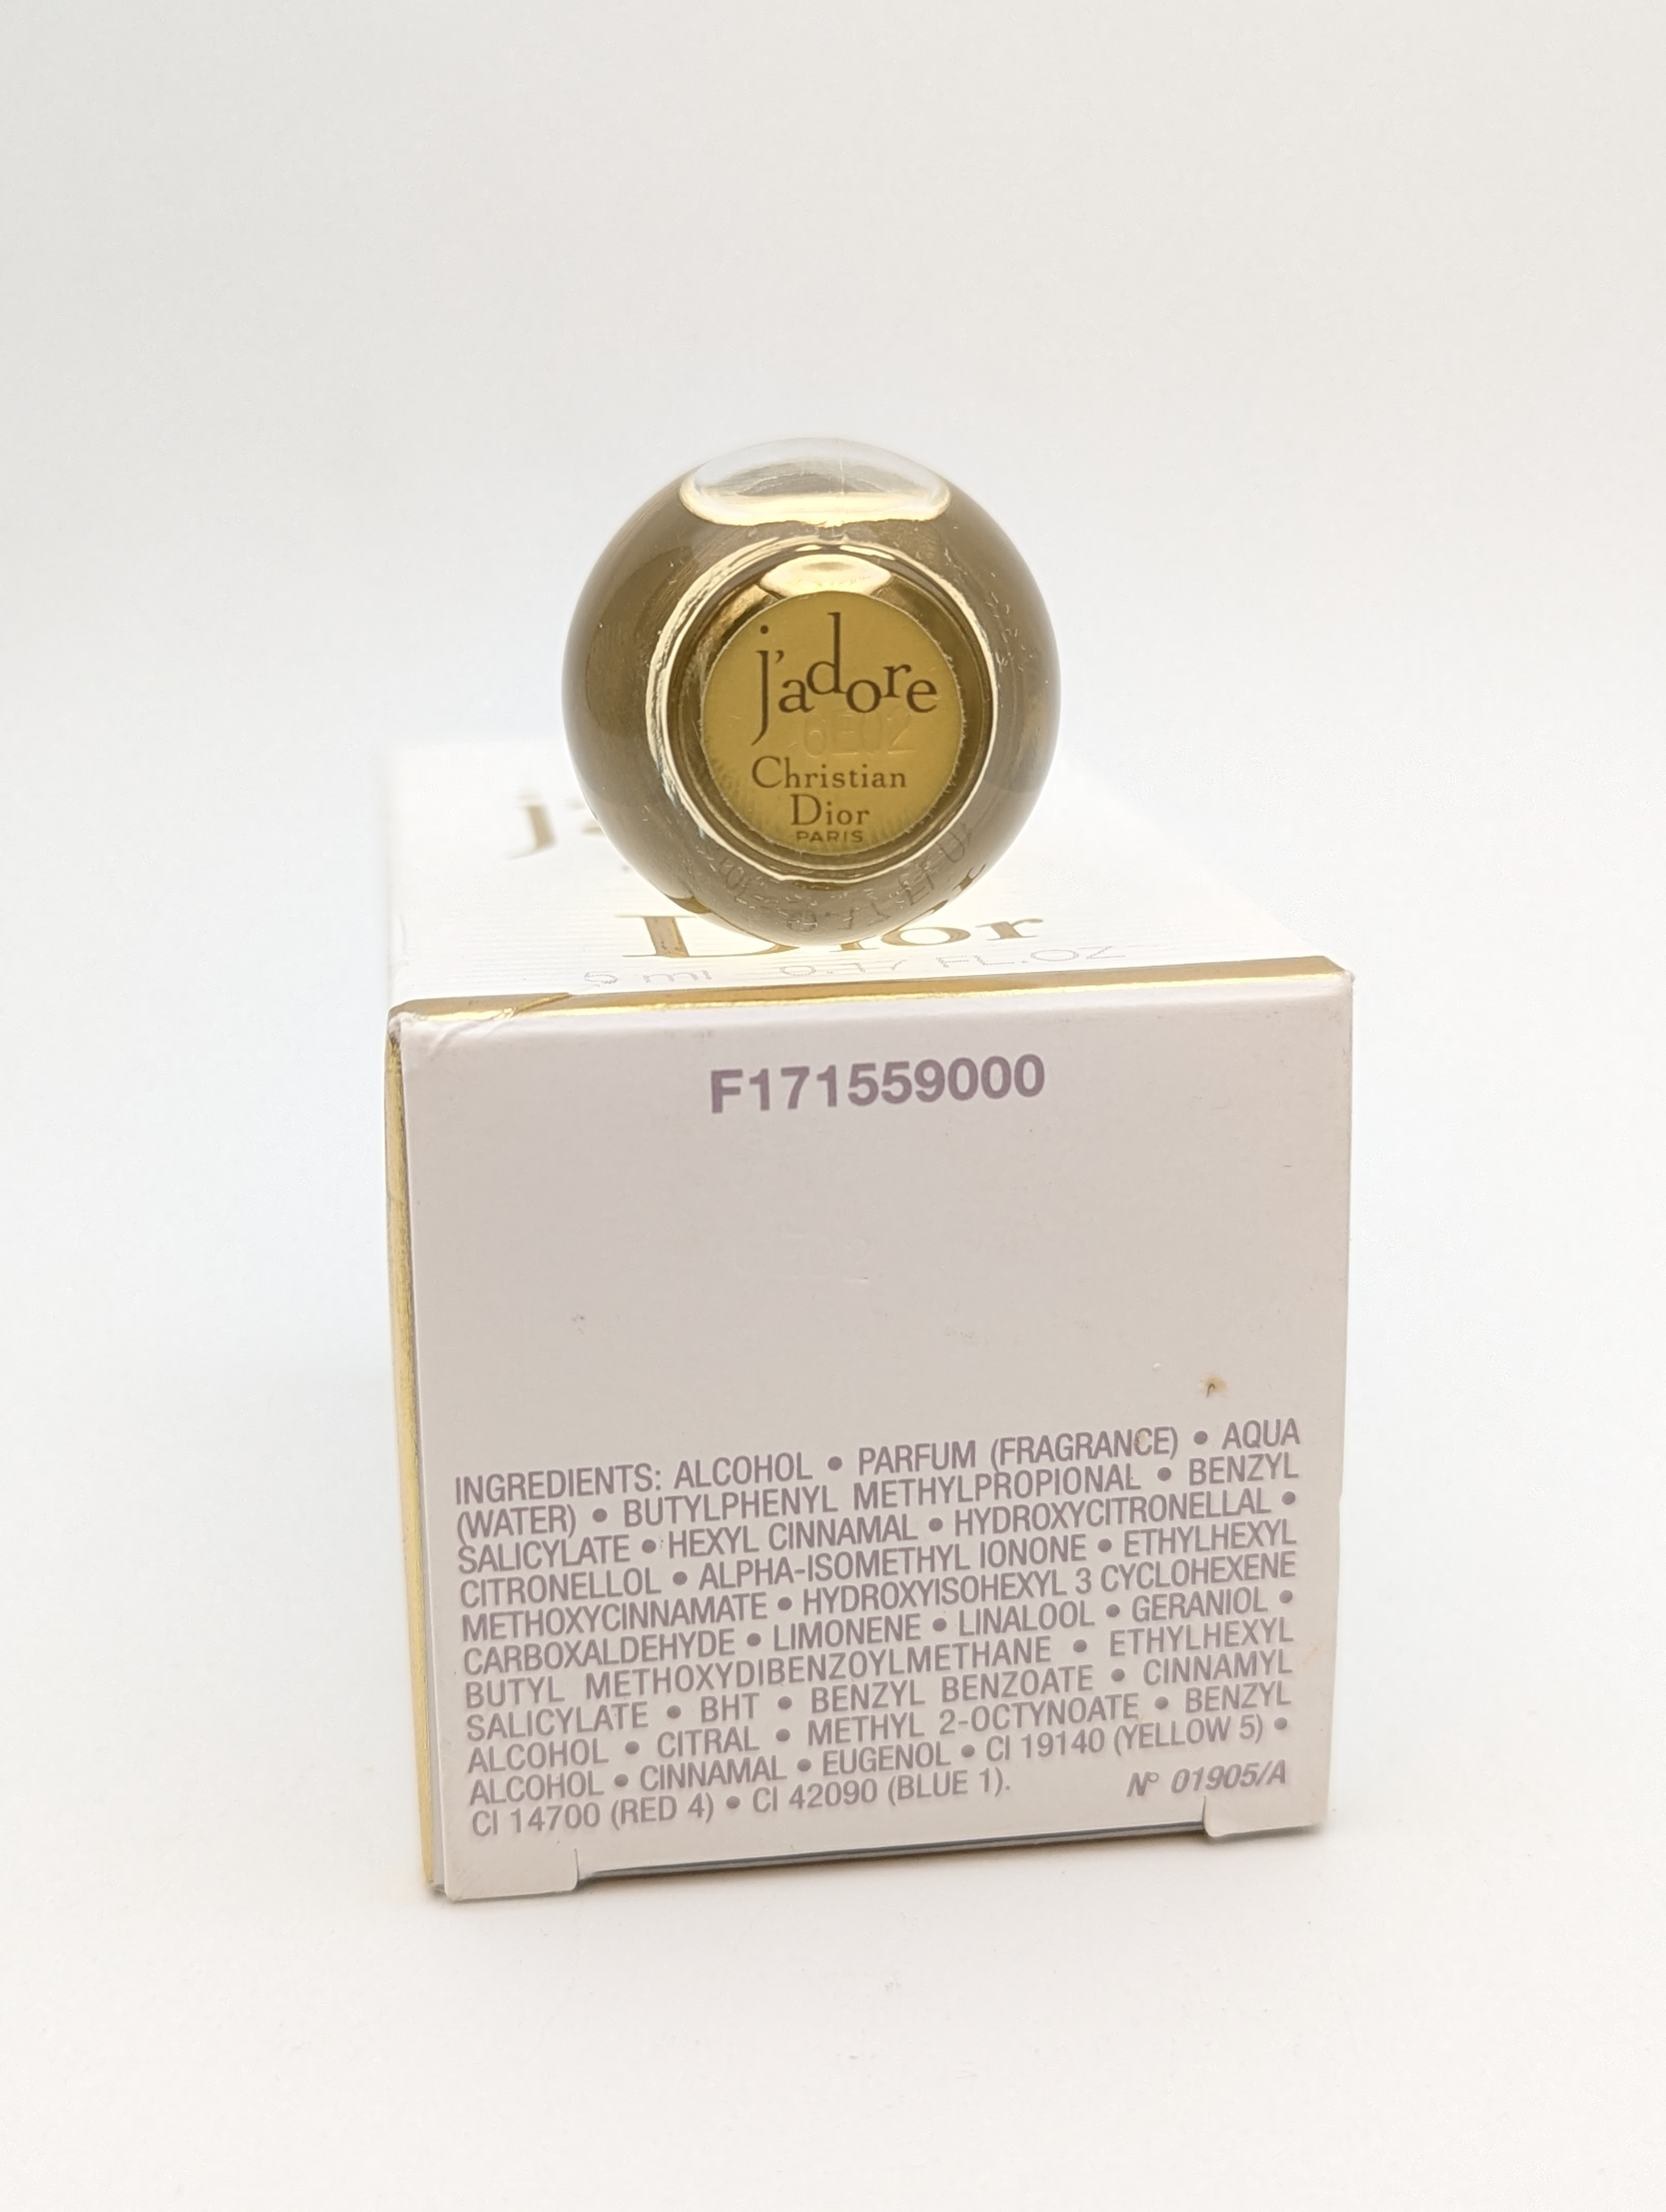 j'adore
6E02
Christian
Dior
PARIS
Dior
5 ml 0.17 FL.OZ
F171559000
INGREDIENTS: ALCOHOL • PARFUM (FRAGRANCE) • AQUA
(WATER) • BUTYLPHENYL METHYLPROPIONAL • BENZYL
SALICYLATE • HEXYL CINNAMAL • HYDROXYCITRONELLAL •
CITRONELLOL • ALPHA-ISOMETHYL IONONE • ETHYLHEXYL
METHOXYCINNAMATE • HYDROXYISOHEXYL 3 CYCLOHEXENE
CARBOXALDEHYDE • LIMONENE • LINALOOL • GERANIOL •
BUTYL METHOXYDIBENZOYLMETHANE • ETHYLHEXYL
SALICYLATE • BHT • BENZYL BENZOATE • CINNAMYL
ALCOHOL • CITRAL • METHYL 2-OCTYNOATE • BENZYL
ALCOHOL • CINNAMAL • EUGENOL • CI 19140 (YELLOW 5) •
CI 14700 (RED 4) • CI 42090 (BLUE 1). N° 01905/A